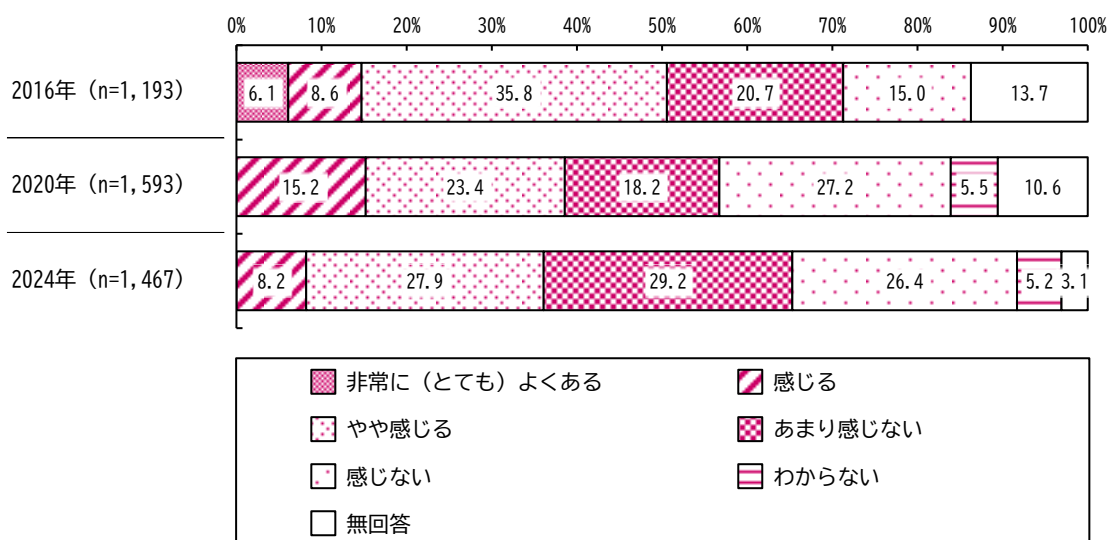 0% 10% 20% 30% 40% 50% 60% 70% 80% 90% 100%
2016年 (n=1,193) 6.1 8.6 35.8 20.7 15.0 13.7
2020年 (n=1,593) 15.2 23.4 18.2 27.2 5.5 10.6
2024年 (n=1,467) 8.2 27.9 29.2 26.4 5.2 3.1
非常に（とても）よくある 感じる
やや感じる あまり感じない
感じない わからない
無回答